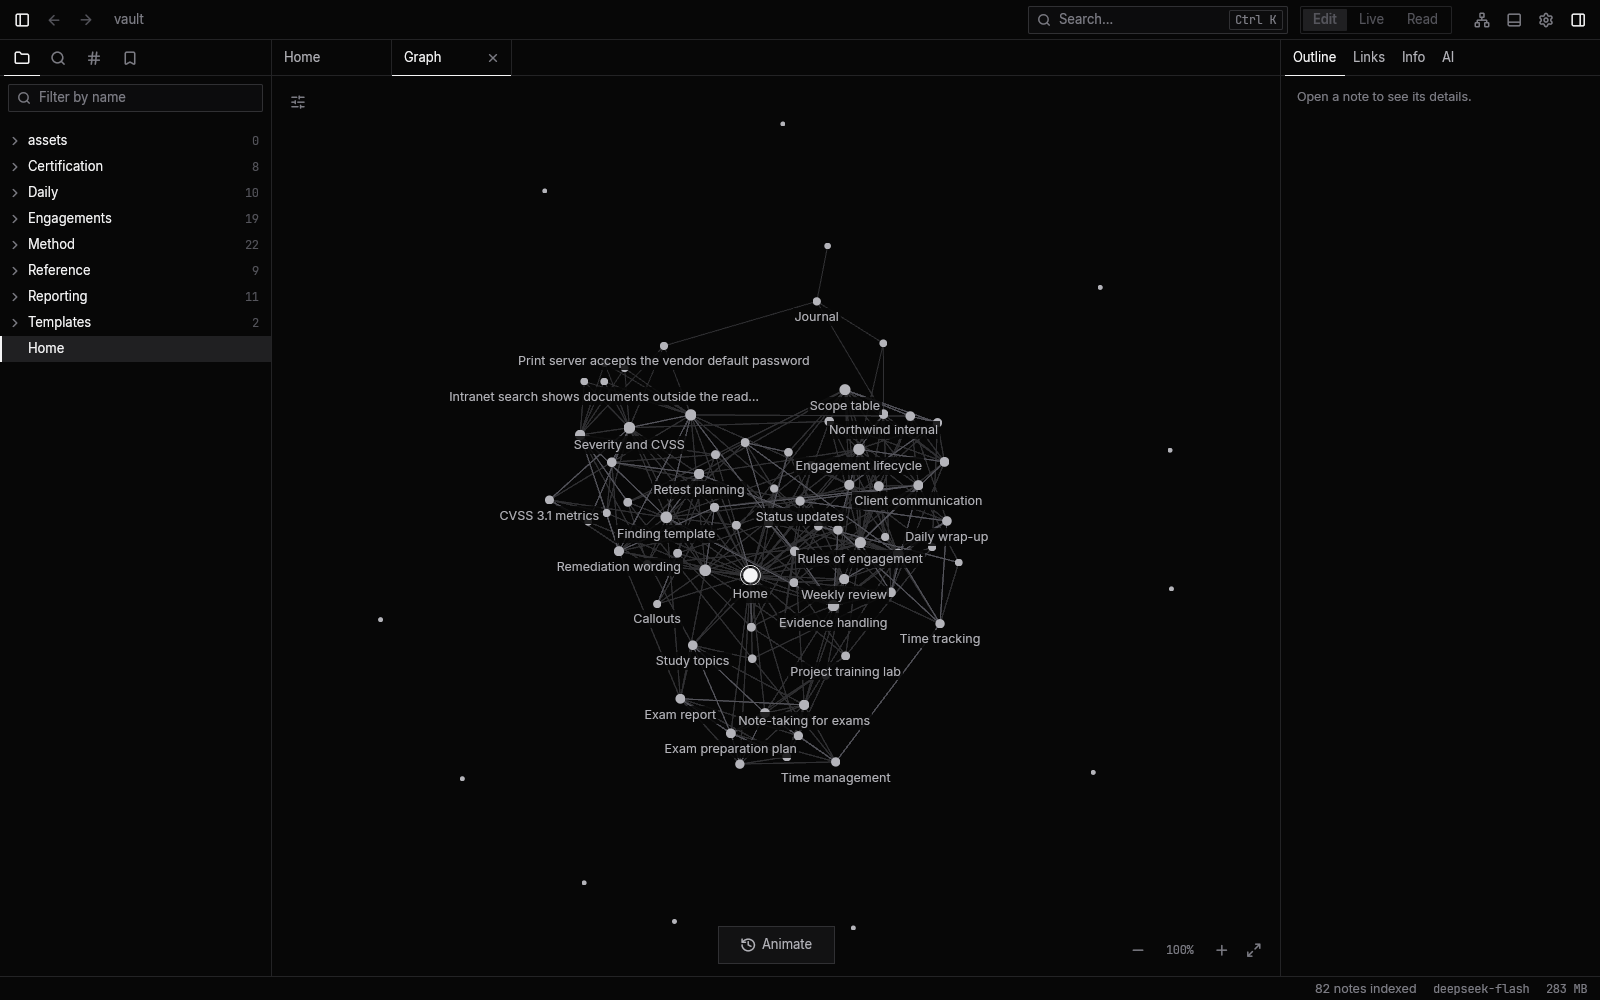 vault
Search...
Ctrl K
Edit
Live
Read
Home
Graph
Outline
Links
Info
AI
Filter by name
Open a note to see its details.
assets 0
Certification 8
Daily 10
Engagements 19
Method 22
Reference 9
Reporting 11
Templates 2
Home
Journal
Print server accepts the vendor default password
Intranet search shows documents outside the read...
Scope table
Northwind internal
Severity and CVSS
Engagement lifecycle
Retest planning
Client communication
CVSS 3.1 metrics
Status updates
Finding template
Daily wrap-up
Rules of engagement
Remediation wording
Home
Weekly review
Callouts
Evidence handling
Time tracking
Study topics
Project training lab
Exam report
Note-taking for exams
Exam preparation plan
Time management
Animate
100%
82 notes indexed
deepseek-flash
283 MB